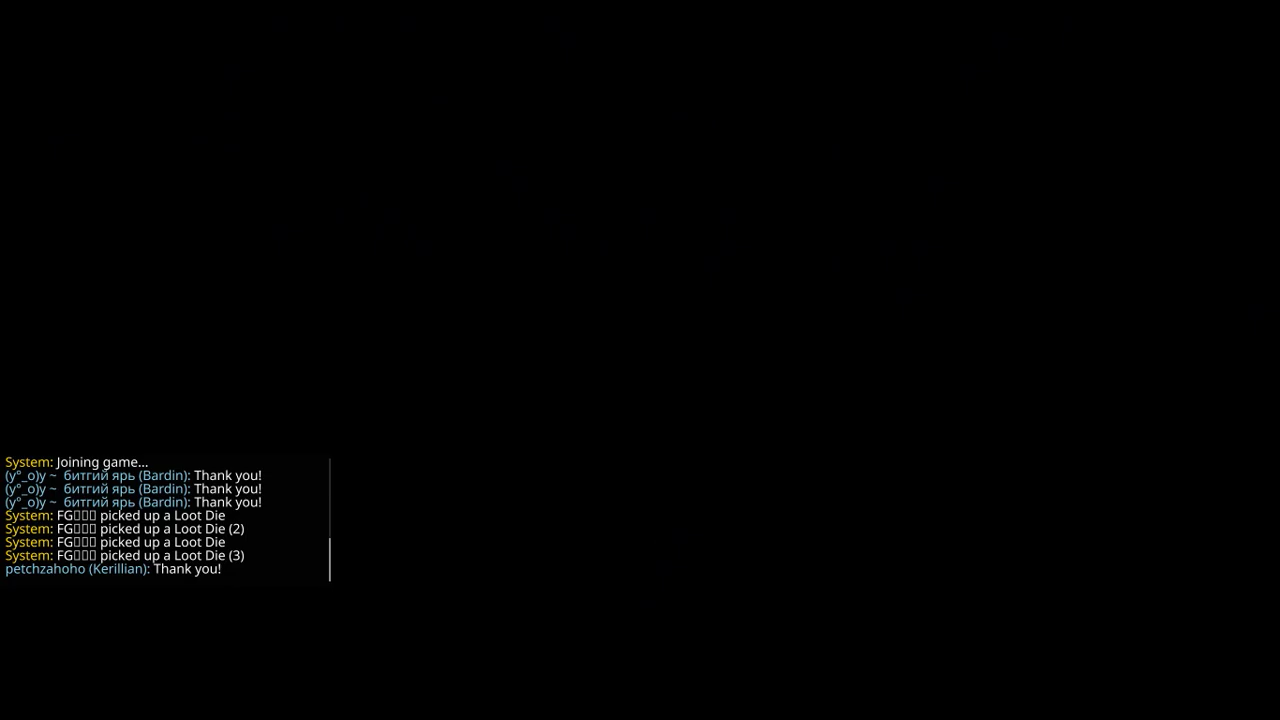 System: Joining game...
(y°_o)y ~ битгий ярь (Bardin): Thank you!
(y°_o)y ~ битгий ярь (Bardin): Thank you!
(y°_o)y ~ битгий ярь (Bardin): Thank you!
System: FG▯▯▯ picked up a Loot Die
System: FG▯▯▯ picked up a Loot Die (2)
System: FG▯▯▯ picked up a Loot Die
System: FG▯▯▯ picked up a Loot Die (3)
petchzahoho (Kerillian): Thank you!